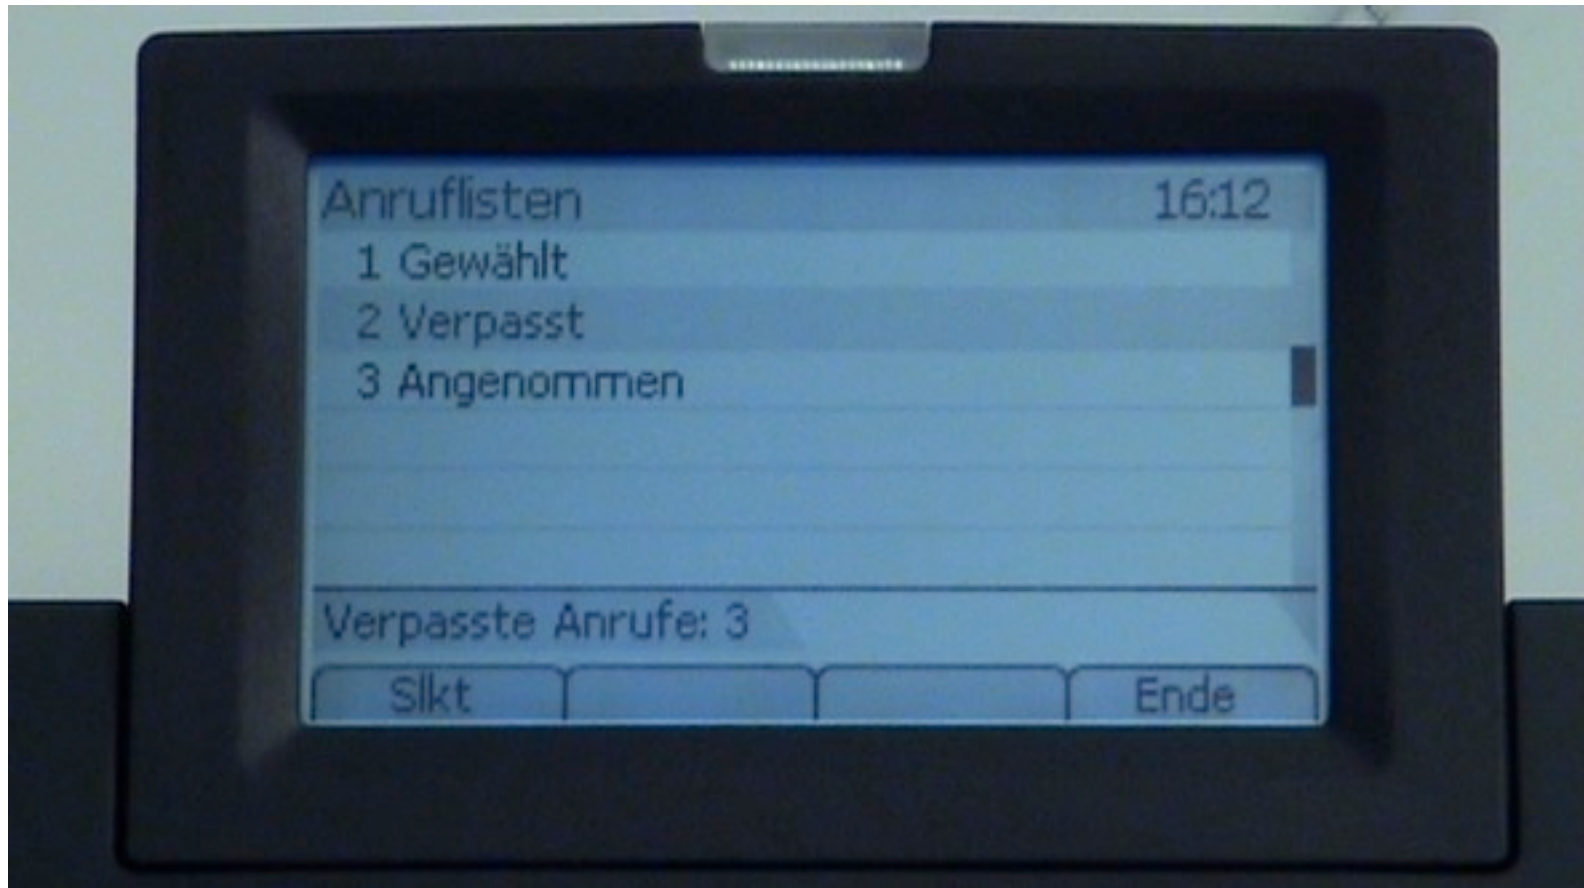 Anruflisten 16:12
1 Gewählt
2 Verpasst
3 Angenommen
Verpasste Anrufe: 3
Slkt Ende